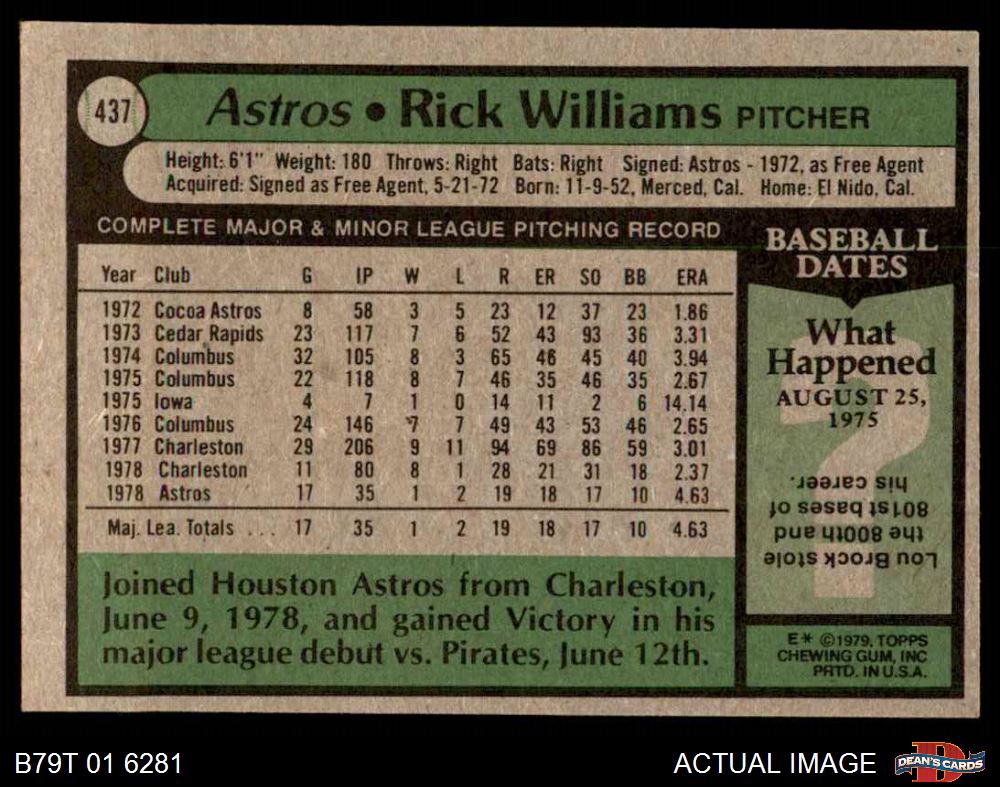 437
Astros • Rick Williams PITCHER
Height: 6'1" Weight: 180 Throws: Right Bats: Right Signed: Astros - 1972, as Free Agent
Acquired: Signed as Free Agent, 5-21-72 Born: 11-9-52, Merced, Cal. Home: El Nido, Cal.
COMPLETE MAJOR & MINOR LEAGUE PITCHING RECORD
Year Club G IP W L R ER SO BB ERA
1972 Cocoa Astros 8 58 3 5 23 12 37 23 1.86
1973 Cedar Rapids 23 117 7 6 52 43 93 36 3.31
1974 Columbus 32 105 8 3 65 46 45 40 3.94
1975 Columbus 22 118 8 7 46 35 46 35 2.67
1975 Iowa 4 7 1 0 14 11 2 6 14.14
1976 Columbus 24 146 7 7 49 43 53 46 2.65
1977 Charleston 29 206 9 11 94 69 86 59 3.01
1978 Charleston 11 80 8 1 28 21 31 18 2.37
1978 Astros 17 35 1 2 19 18 17 10 4.63
Maj. Lea. Totals ... 17 35 1 2 19 18 17 10 4.63
Joined Houston Astros from Charleston,
June 9, 1978, and gained Victory in his
major league debut vs. Pirates, June 12th.
BASEBALL
DATES
What
Happened
AUGUST 25,
1975
?
Lou Brock stole
the 800th and
801st bases of
his career.
E* ©1979, TOPPS
CHEWING GUM, INC
PRTD. IN U.S.A.
B79T 01 6281
ACTUAL IMAGE
D
DEAN'S CARDS